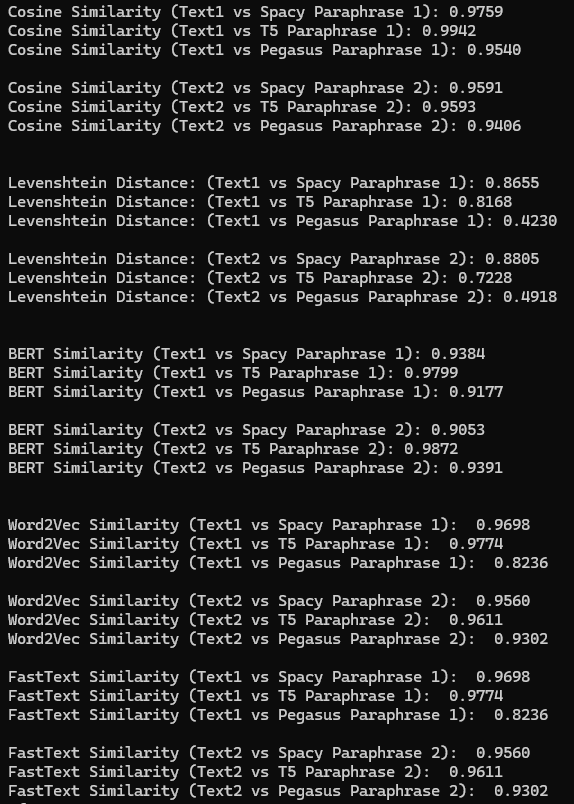 Cosine Similarity (Text1 vs Spacy Paraphrase 1): 0.9759
Cosine Similarity (Text1 vs T5 Paraphrase 1): 0.9942
Cosine Similarity (Text1 vs Pegasus Paraphrase 1): 0.9540
Cosine Similarity (Text2 vs Spacy Paraphrase 2): 0.9591
Cosine Similarity (Text2 vs T5 Paraphrase 2): 0.9593
Cosine Similarity (Text2 vs Pegasus Paraphrase 2): 0.9406
Levenshtein Distance: (Text1 vs Spacy Paraphrase 1): 0.8655
Levenshtein Distance: (Text1 vs T5 Paraphrase 1): 0.8168
Levenshtein Distance: (Text1 vs Pegasus Paraphrase 1): 0.4230
Levenshtein Distance: (Text2 vs Spacy Paraphrase 2): 0.8805
Levenshtein Distance: (Text2 vs T5 Paraphrase 2): 0.7228
Levenshtein Distance: (Text2 vs Pegasus Paraphrase 2): 0.4918
BERT Similarity (Text1 vs Spacy Paraphrase 1): 0.9384
BERT Similarity (Text1 vs T5 Paraphrase 1): 0.9799
BERT Similarity (Text1 vs Pegasus Paraphrase 1): 0.9177
BERT Similarity (Text2 vs Spacy Paraphrase 2): 0.9053
BERT Similarity (Text2 vs T5 Paraphrase 2): 0.9872
BERT Similarity (Text2 vs Pegasus Paraphrase 2): 0.9391
Word2Vec Similarity (Text1 vs Spacy Paraphrase 1):  0.9698
Word2Vec Similarity (Text1 vs T5 Paraphrase 1):  0.9774
Word2Vec Similarity (Text1 vs Pegasus Paraphrase 1):  0.8236
Word2Vec Similarity (Text2 vs Spacy Paraphrase 2):  0.9560
Word2Vec Similarity (Text2 vs T5 Paraphrase 2):  0.9611
Word2Vec Similarity (Text2 vs Pegasus Paraphrase 2):  0.9302
FastText Similarity (Text1 vs Spacy Paraphrase 1):  0.9698
FastText Similarity (Text1 vs T5 Paraphrase 1):  0.9774
FastText Similarity (Text1 vs Pegasus Paraphrase 1):  0.8236
FastText Similarity (Text2 vs Spacy Paraphrase 2):  0.9560
FastText Similarity (Text2 vs T5 Paraphrase 2):  0.9611
FastText Similarity (Text2 vs Pegasus Paraphrase 2):  0.9302